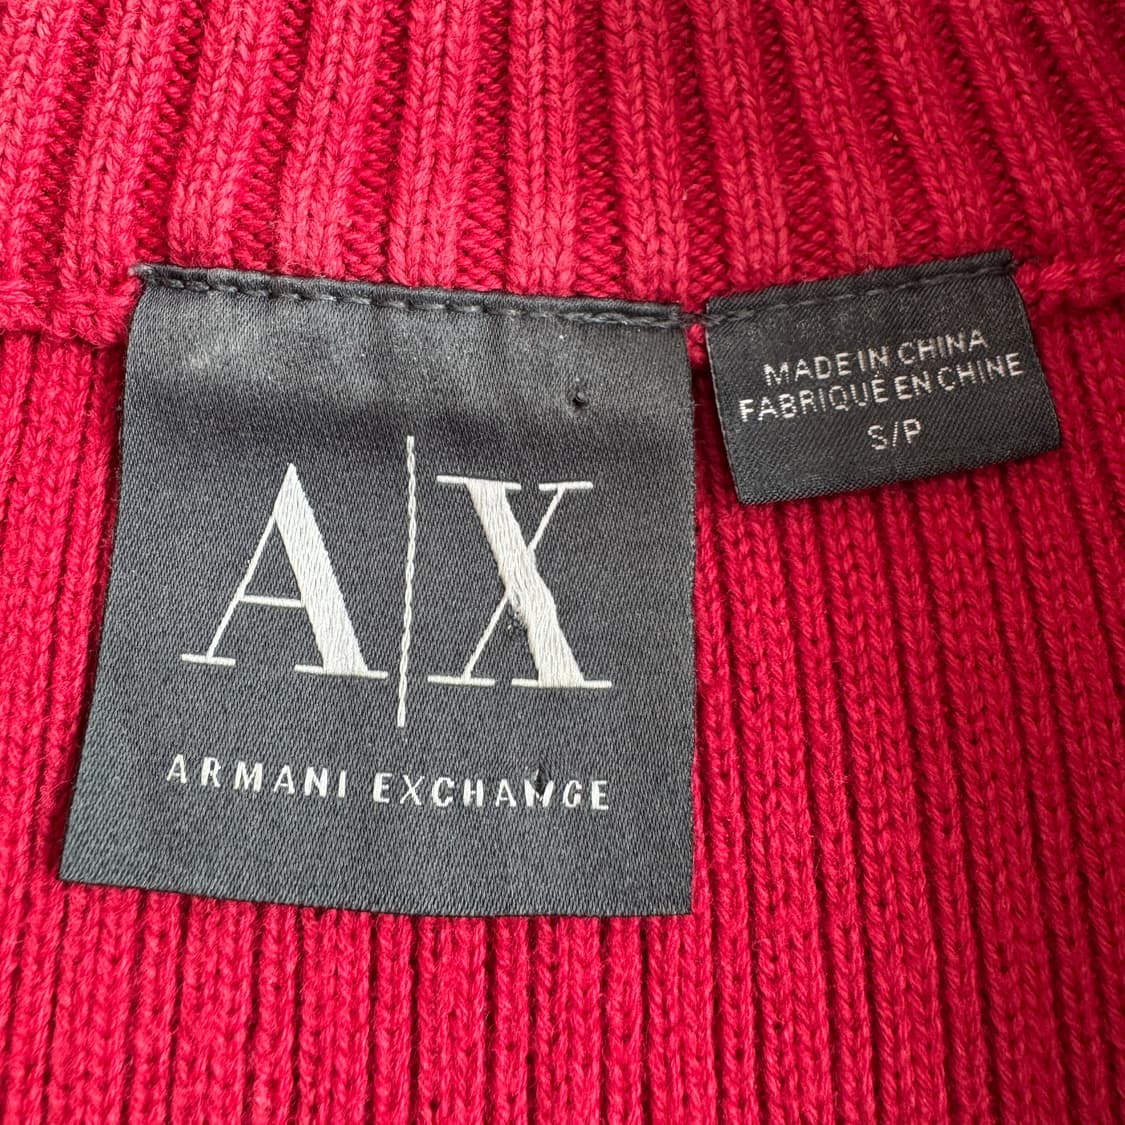 A|X
ARMANI EXCHANGE
MADE IN CHINA
FABRIQUÉ EN CHINE
S/P